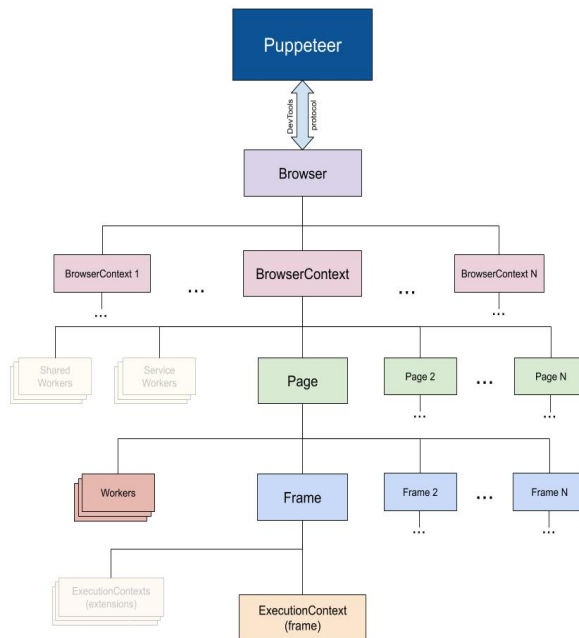 Puppeteer
DevTools
protocol
Browser
BrowserContext 1
...
BrowserContext
...
BrowserContext N
...
...
Shared
Workers
Service
Workers
Page
Page 2
...
Page N
...
...
Workers
Frame
Frame 2
...
Frame N
...
...
ExecutionContexts
(extensions)
ExecutionContext
(frame)